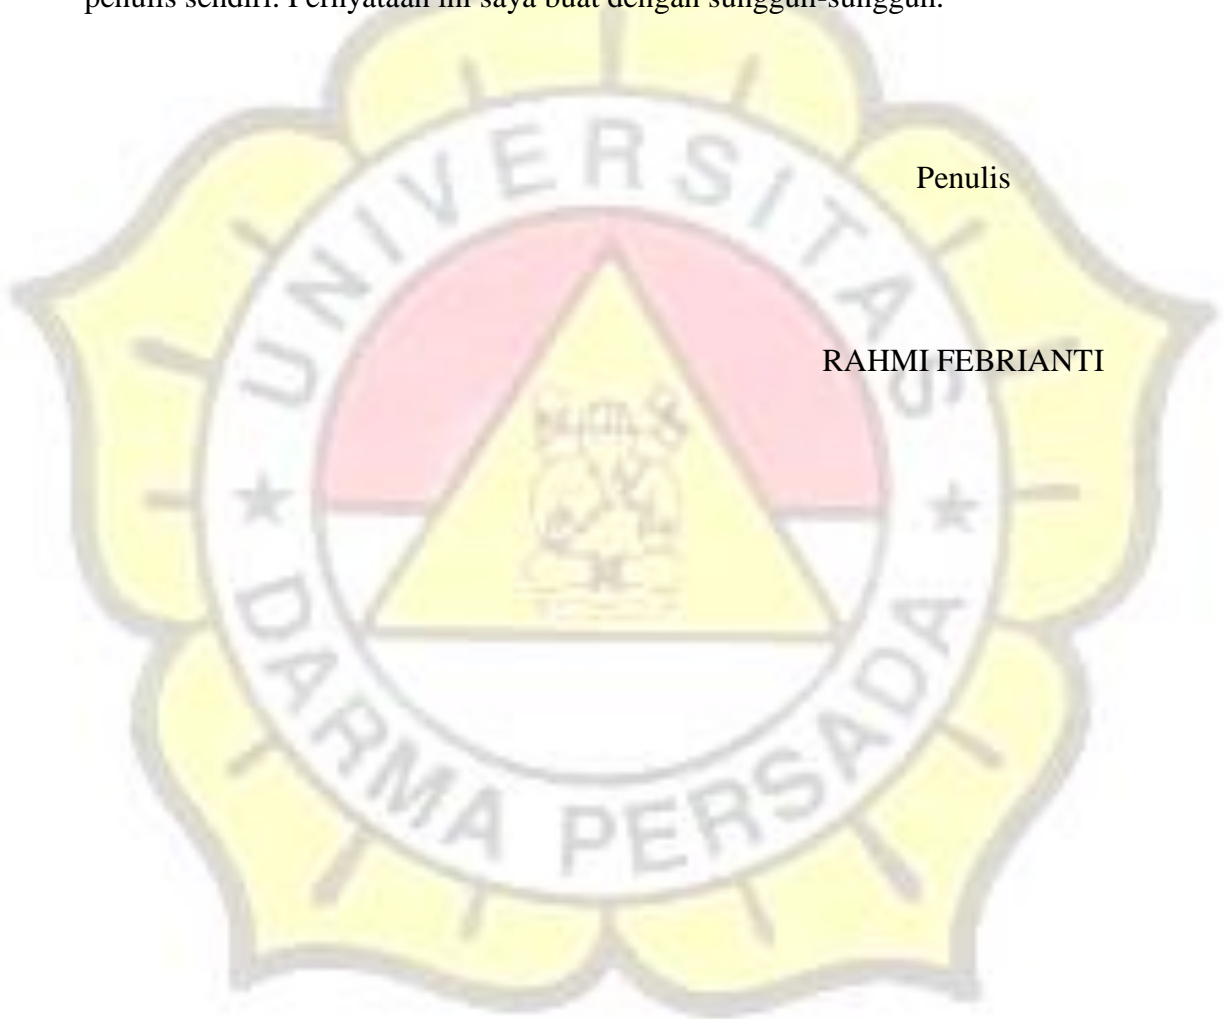 penulis sendiri. Pernyataan ini saya buat dengan sungguh-sungguh.
Penulis
RAHMI FEBRIANTI
UNIVERSITAS
DARMA PERSADA